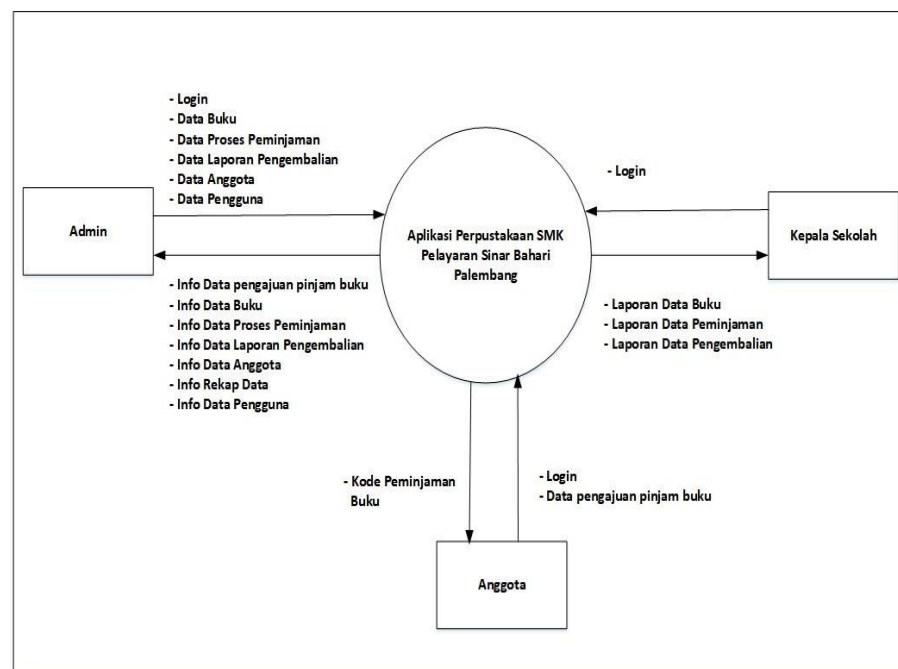 - Login
- Data Buku
- Data Proses Peminjaman
- Data Laporan Pengembalian
- Data Anggota
- Data Pengguna
Admin
- Info Data pengajuan pinjam buku
- Info Data Buku
- Info Data Proses Peminjaman
- Info Data Laporan Pengembalian
- Info Data Anggota
- Info Rekap Data
- Info Data Pengguna
Aplikasi Perpustakaan SMK
Pelayaran Sinar Bahari
Palembang
- Login
Kepala Sekolah
- Laporan Data Buku
- Laporan Data Peminjaman
- Laporan Data Pengembalian
- Kode Peminjaman
Buku
- Login
- Data pengajuan pinjam buku
Anggota